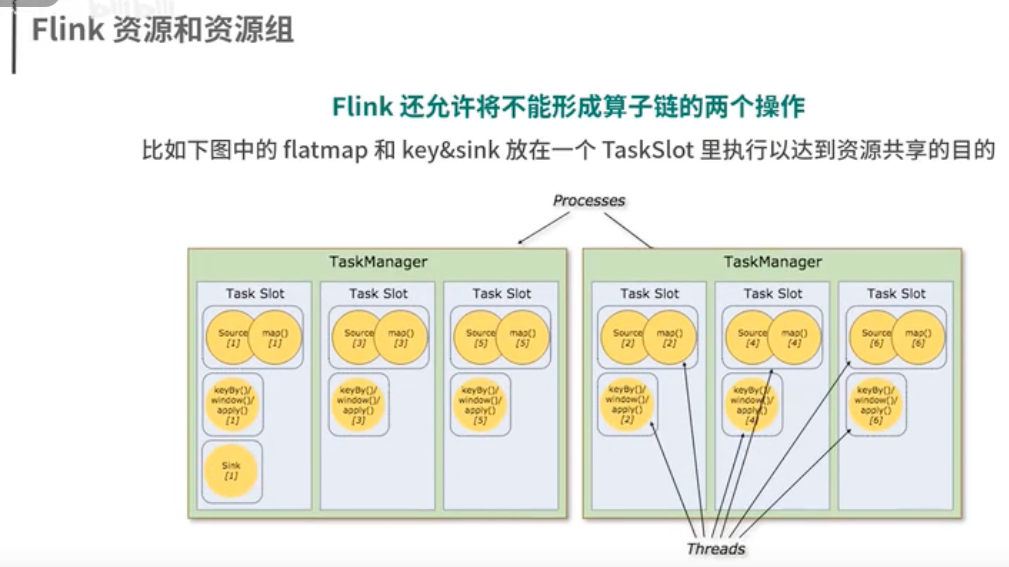 Flink 资源和资源组
Flink 还允许将不能形成算子链的两个操作
比如下图中的 flatmap 和 key&sink 放在一个 TaskSlot 里执行以达到资源共享的目的
Processes
TaskManager
Task Slot
Source
[1]
map()
[1]
keyBy()/
window()/
apply()
[1]
Sink
[1]
Task Slot
Source
[3]
map()
[3]
keyBy()/
window()/
apply()
[3]
Task Slot
Source
[5]
map()
[5]
keyBy()/
window()/
apply()
[5]
TaskManager
Task Slot
Source
[2]
map()
[2]
keyBy()/
window()/
apply()
[2]
Task Slot
Source
[4]
map()
[4]
keyBy()/
window()/
apply()
[4]
Task Slot
Source
[6]
map()
[6]
keyBy()/
window()/
apply()
[6]
Threads